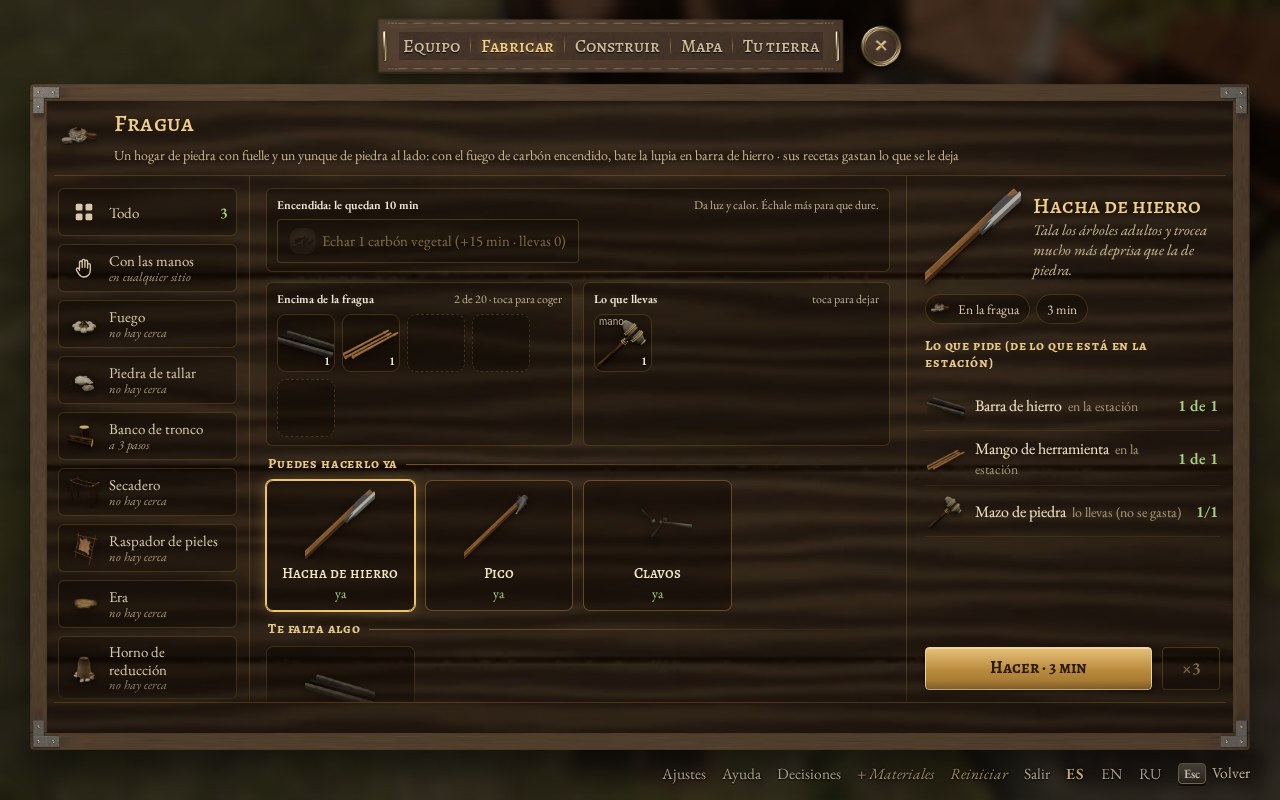 Equipo
Fabricar
Construir
Mapa
Tu tierra
×
Fragua
Un hogar de piedra con fuelle y un yunque de piedra al lado: con el fuego de carbón encendido, bate la lupia en barra de hierro · sus recetas gastan lo que se le deja
Todo 3
Con las manos
en cualquier sitio
Fuego
no hay cerca
Piedra de tallar
no hay cerca
Banco de tronco
a 3 pasos
Secadero
no hay cerca
Raspador de pieles
no hay cerca
Era
no hay cerca
Horno de
reducción
no hay cerca
Encendida: le quedan 10 min
Da luz y calor. Échale más para que dure.
Echar 1 carbón vegetal (+15 min · llevas 0)
Encima de la fragua
2 de 20 · toca para coger
1
1
Lo que llevas
toca para dejar
mano
1
Puedes hacerlo ya
Hacha de hierro
ya
Pico
ya
Clavos
ya
Te falta algo
Hacha de hierro
Tala los árboles adultos y trocea
mucho más deprisa que la de
piedra.
En la fragua
3 min
Lo que pide (de lo que está en la
estación)
Barra de hierro en la estación 1 de 1
Mango de herramienta en la
estación
1 de 1
Mazo de piedra lo llevas (no se gasta) 1/1
Hacer · 3 min
×3
Ajustes
Ayuda
Decisiones
+ Materiales
Reiniciar
Salir
ES
EN
RU
Esc
Volver